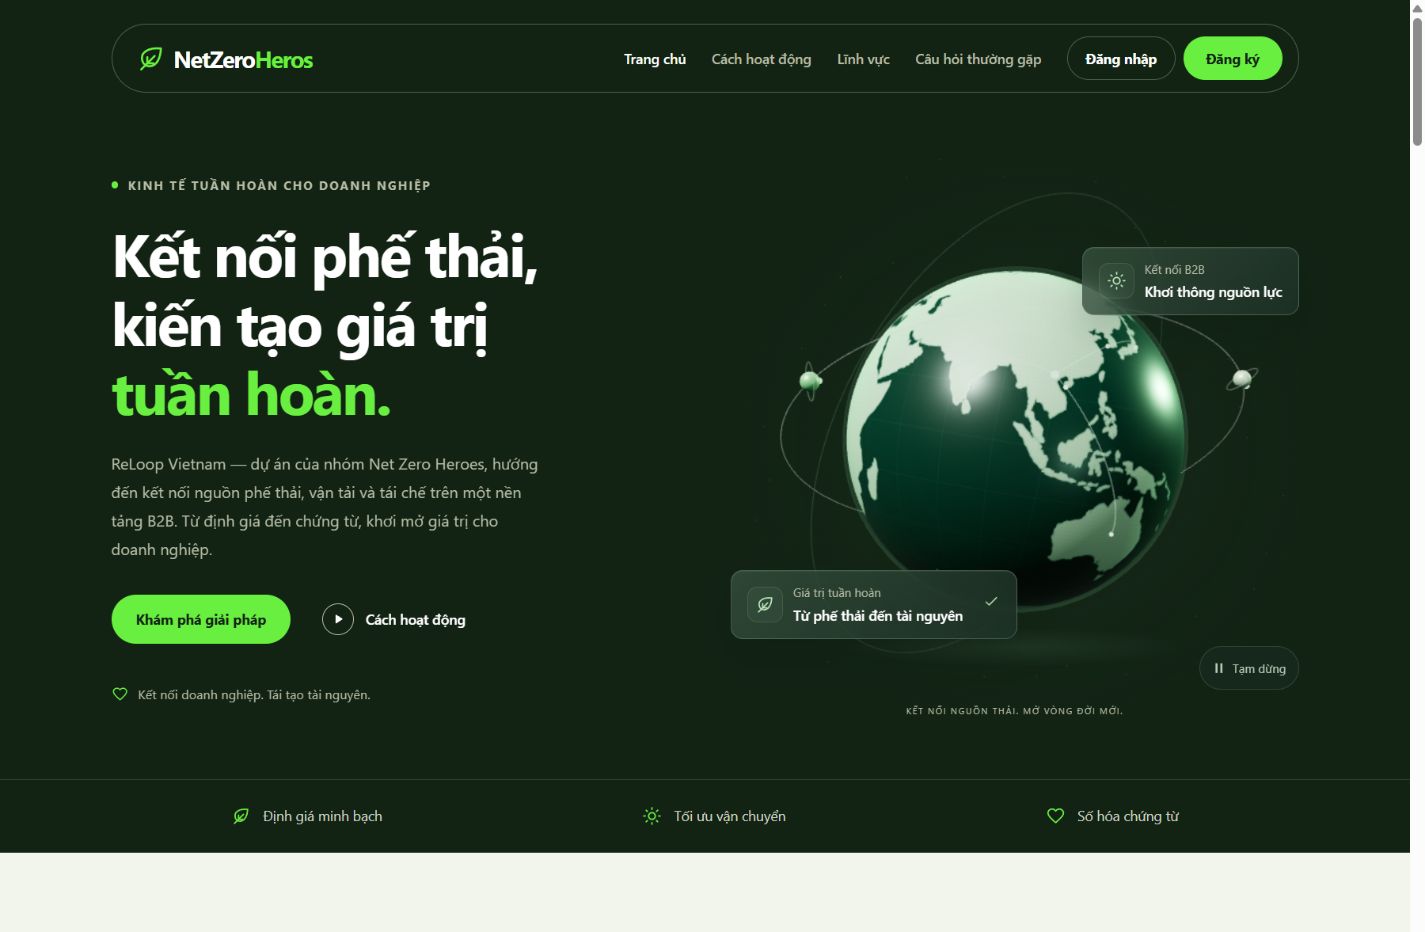 NetZeroHeros
Trang chủ
Cách hoạt động
Lĩnh vực
Câu hỏi thường gặp
Đăng nhập
Đăng ký
KINH TẾ TUẦN HOÀN CHO DOANH NGHIỆP
Kết nối phế thải,
kiến tạo giá trị
tuần hoàn.
ReLoop Vietnam — dự án của nhóm Net Zero Heroes, hướng
đến kết nối nguồn phế thải, vận tải và tái chế trên một nền
tảng B2B. Từ định giá đến chứng từ, khơi mở giá trị cho
doanh nghiệp.
Khám phá giải pháp
Cách hoạt động
Kết nối doanh nghiệp. Tái tạo tài nguyên.
Kết nối B2B
Khơi thông nguồn lực
Giá trị tuần hoàn
Từ phế thải đến tài nguyên
Tạm dừng
KẾT NỐI NGUỒN THẢI. MỞ VÒNG ĐỜI MỚI.
Định giá minh bạch
Tối ưu vận chuyển
Số hóa chứng từ